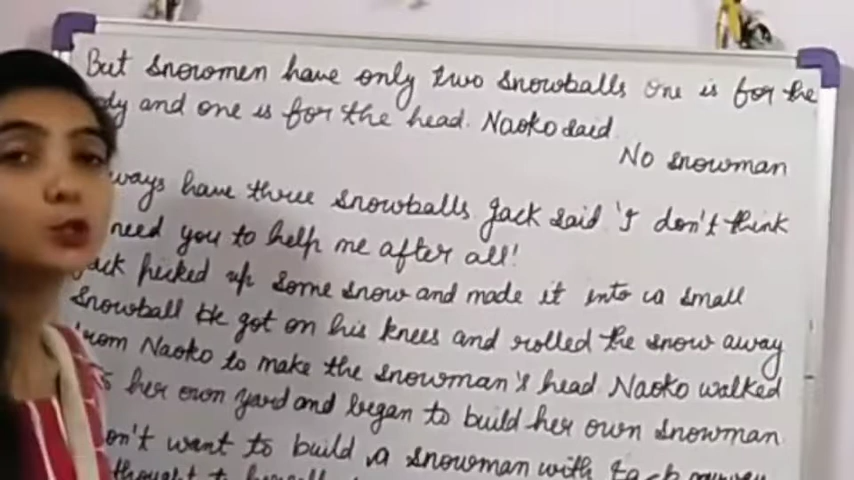 But snowmen have only two snowballs one is for the
and one is for the head. Naoko said.
No snowman
have three snowballs Jack said 'I don't think
need you to help me after all!
picked up some snow and made it into a small
snowball He got on his knees and rolled the snow away
from Naoko to make the snowman's head Naoko walked
her own yard and began to build her own snowman
want to build a snowman with
thought to herself